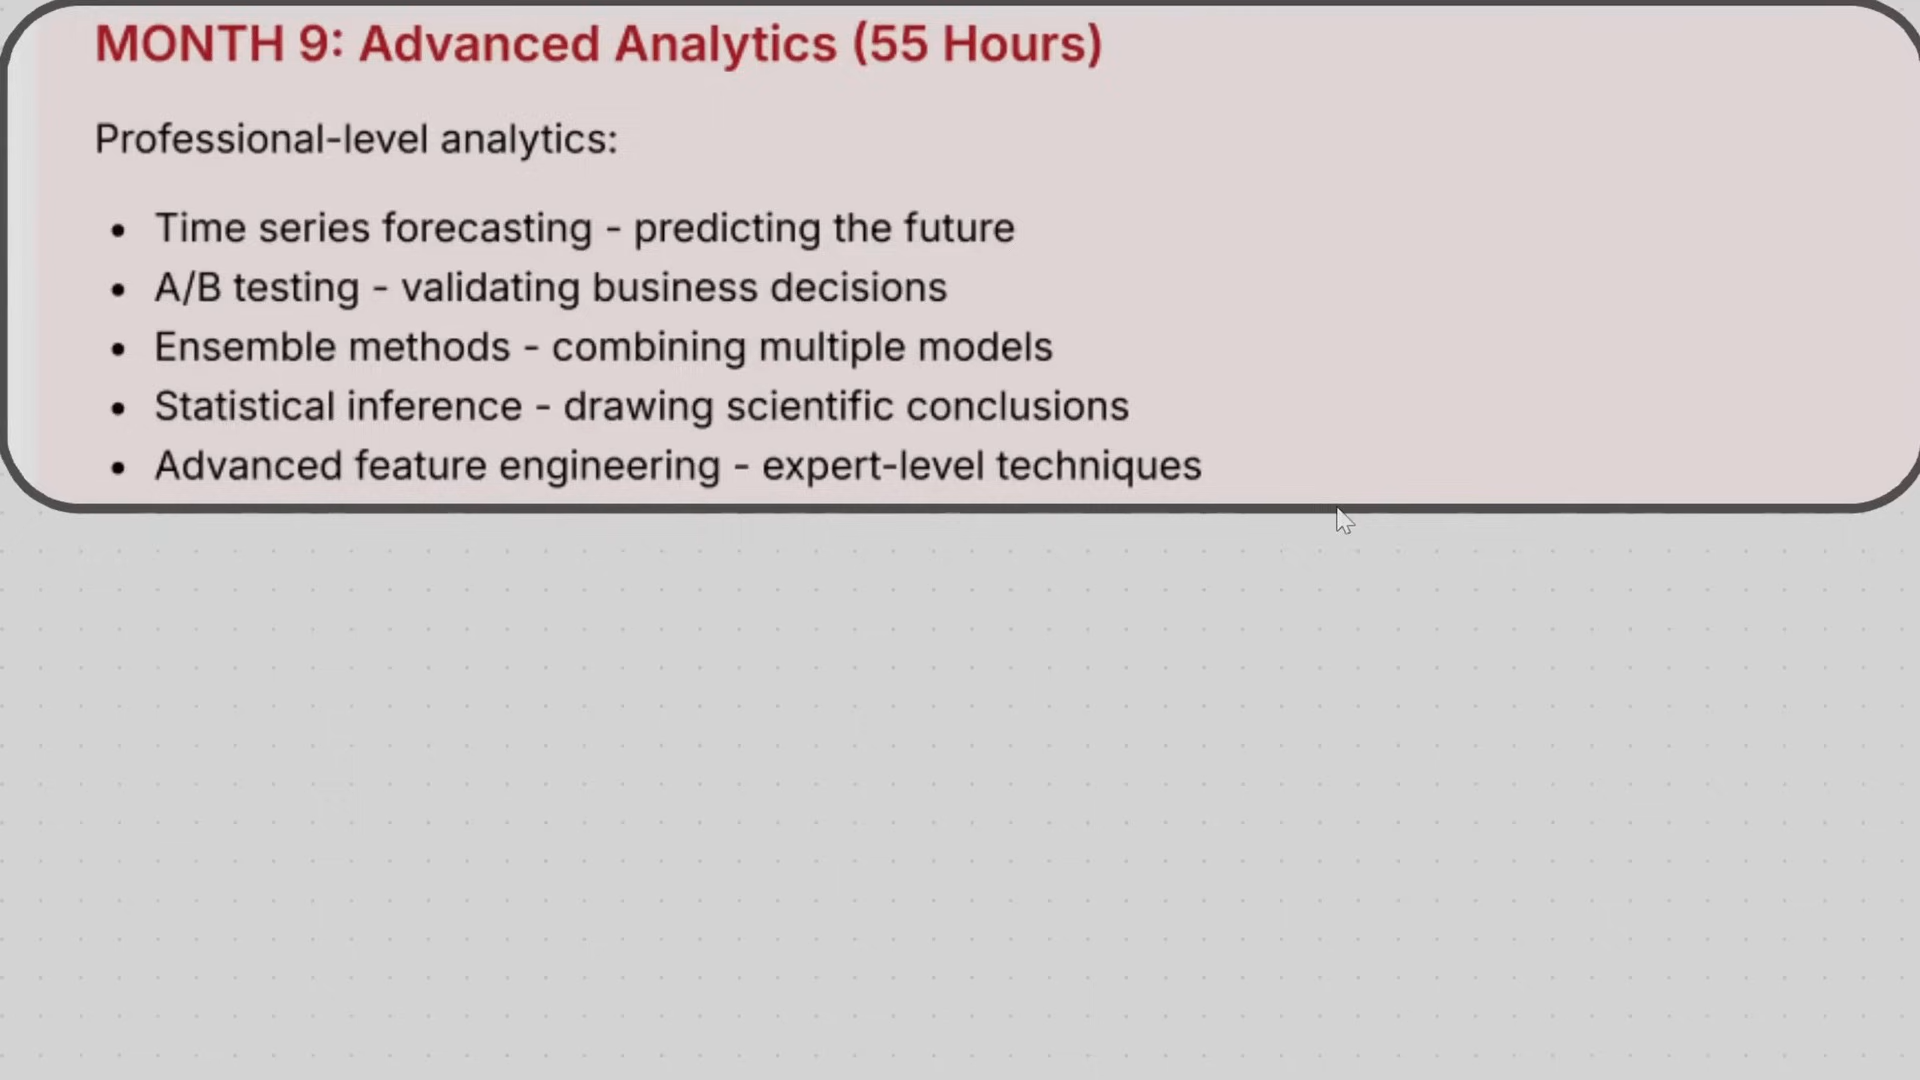 MONTH 9: Advanced Analytics (55 Hours)
Professional-level analytics:
• Time series forecasting - predicting the future
• A/B testing - validating business decisions
• Ensemble methods - combining multiple models
• Statistical inference - drawing scientific conclusions
• Advanced feature engineering - expert-level techniques